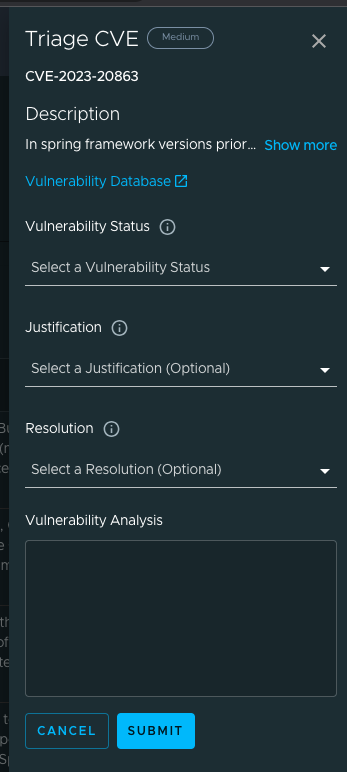 Triage CVE Medium
CVE-2023-20863
Description
In spring framework versions prior... Show more
Vulnerability Database
Vulnerability Status
Select a Vulnerability Status
Justification
Select a Justification (Optional)
Resolution
Select a Resolution (Optional)
Vulnerability Analysis
CANCEL SUBMIT